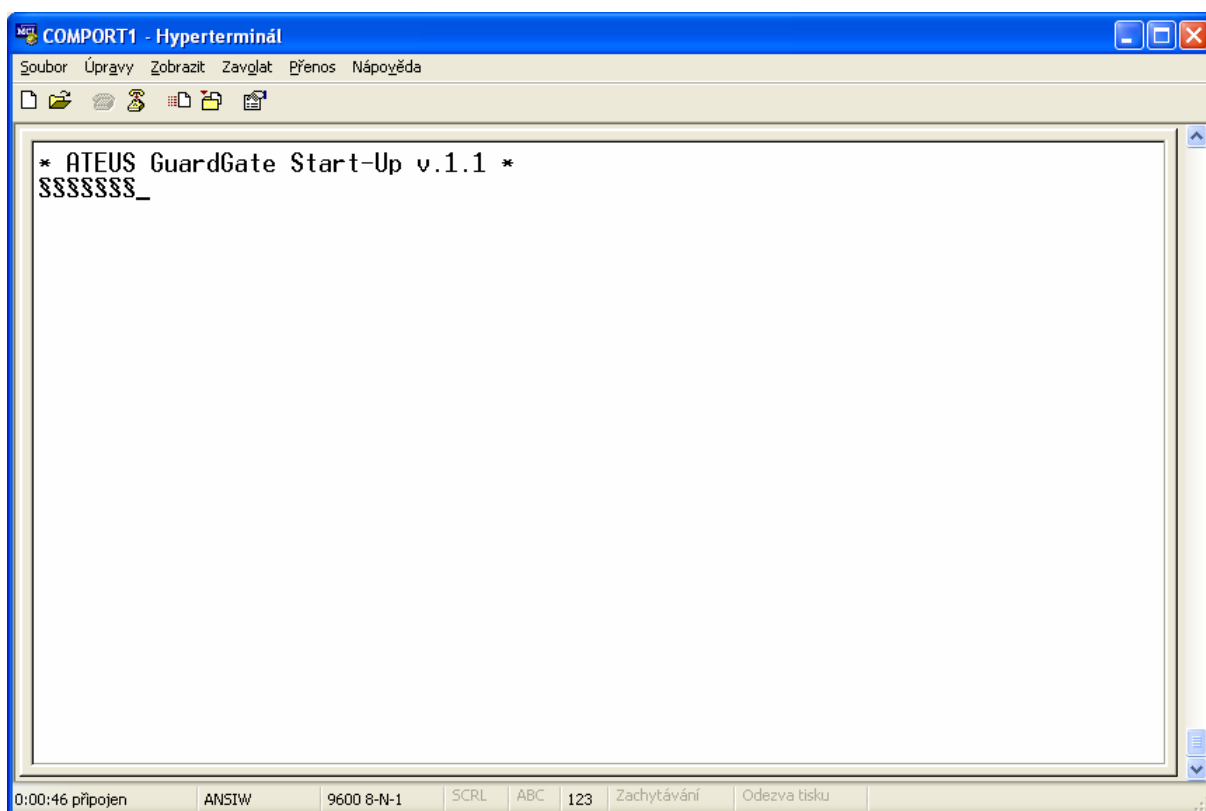 COMPORT1 - Hyperterminál
Soubor Úpravy Zobrazit Zavolat Přenos Nápověda
* ATEUS GuardGate Start-Up v.1.1 *
§§§§§§§_
0:00:46 připojen ANSIW 9600 8-N-1 SCRL ABC 123 Zachytávání Odezva tisku